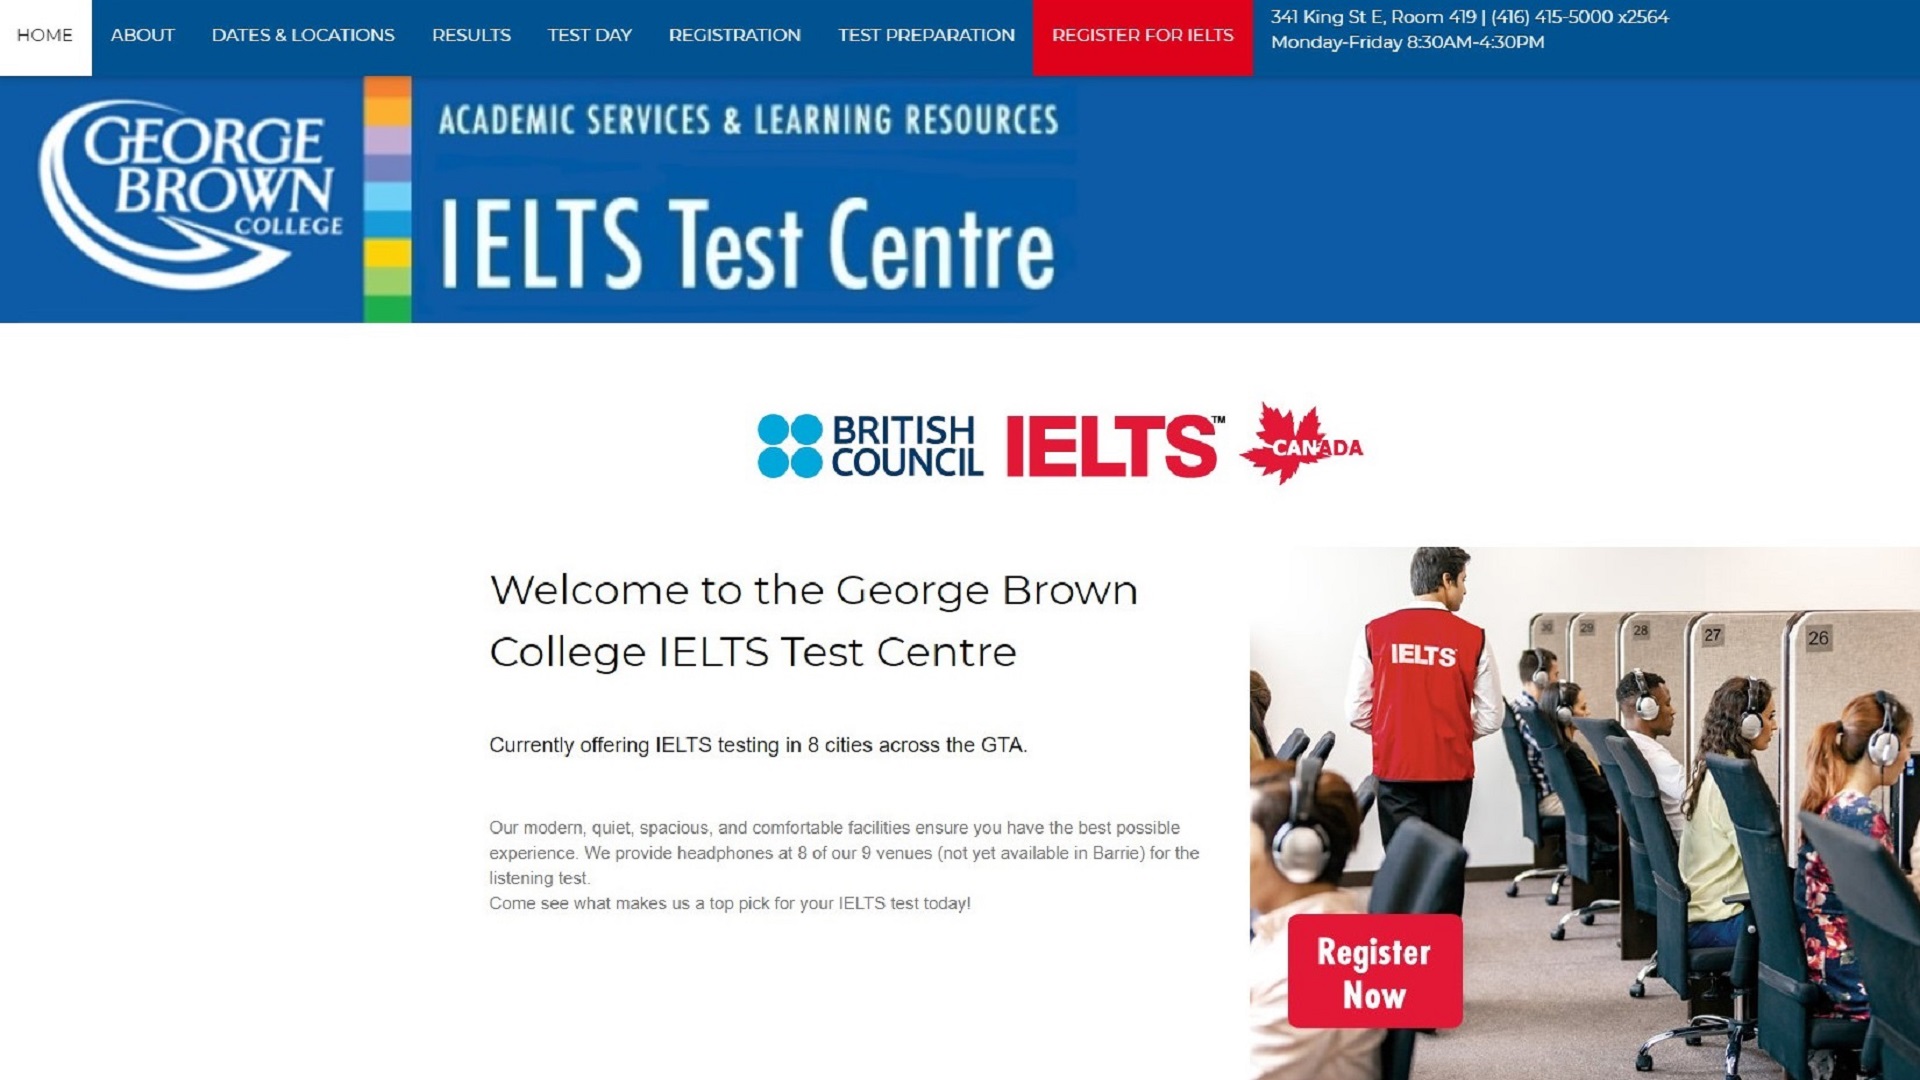 HOME
ABOUT
DATES & LOCATIONS
RESULTS
TEST DAY
REGISTRATION
TEST PREPARATION
REGISTER FOR IELTS
341 King St E, Room 419 | (416) 415-5000 x2564
Monday-Friday 8:30AM-4:30PM
GEORGE
BROWN
COLLEGE
ACADEMIC SERVICES & LEARNING RESOURCES
IELTS Test Centre
BRITISH
COUNCIL
IELTS™
CANADA
Welcome to the George Brown
College IELTS Test Centre
Currently offering IELTS testing in 8 cities across the GTA.
Our modern, quiet, spacious, and comfortable facilities ensure you have the best possible
experience. We provide headphones at 8 of our 9 venues (not yet available in Barrie) for the
listening test.
Come see what makes us a top pick for your IELTS test today!
IELTS
30
29
28
27
26
Register
Now